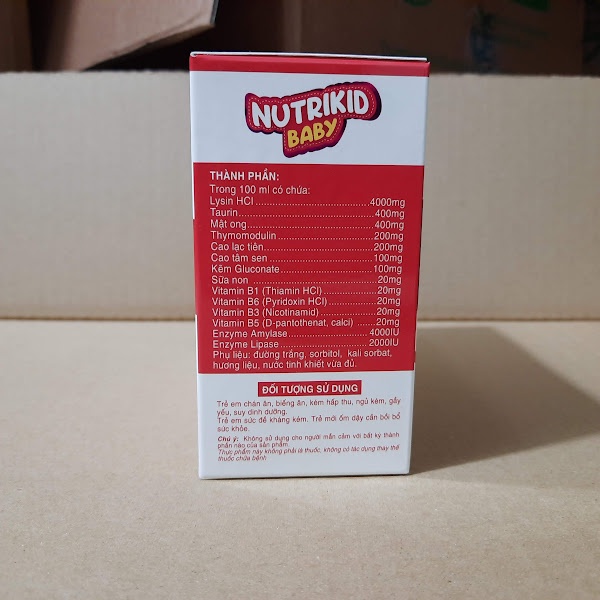 NUTRIKID
BABY
THÀNH PHẦN:
Trong 100 ml có chứa:
Lysin HCl ........................................4000mg
Taurin...............................................400mg
Mật ong.............................................400mg
Thymomodulin...................................200mg
Cao lạc tiên.......................................200mg
Cao tâm sen .....................................100mg
Kẽm Gluconate.................................100mg
Sữa non ............................................20mg
Vitamin B1 (Thiamin HCl)..................20mg
Vitamin B6 (Pyridoxin HCl)................20mg
Vitamin B3 (Nicotinamid)...................20mg
Vitamin B5 (D-pantothenat, calci) ......20mg
Enzyme Amylase ............................4000IU
Enzyme Lipase ...............................2000IU
Phụ liệu: đường trắng, sorbitol, kali sorbat,
hương liệu, nước tinh khiết vừa đủ.
ĐỐI TƯỢNG SỬ DỤNG
Trẻ em chán ăn, biếng ăn, kém hấp thu, ngủ kém, gầy
yếu, suy dinh dưỡng.
Trẻ em sức đề kháng kém. Trẻ mới ốm dậy cần bồi bổ
sức khỏe.
Chú ý: Không sử dụng cho người mẫn cảm với bất kỳ thành
phần nào của sản phẩm.
Thực phẩm này không phải là thuốc, không có tác dụng thay thế
thuốc chữa bệnh